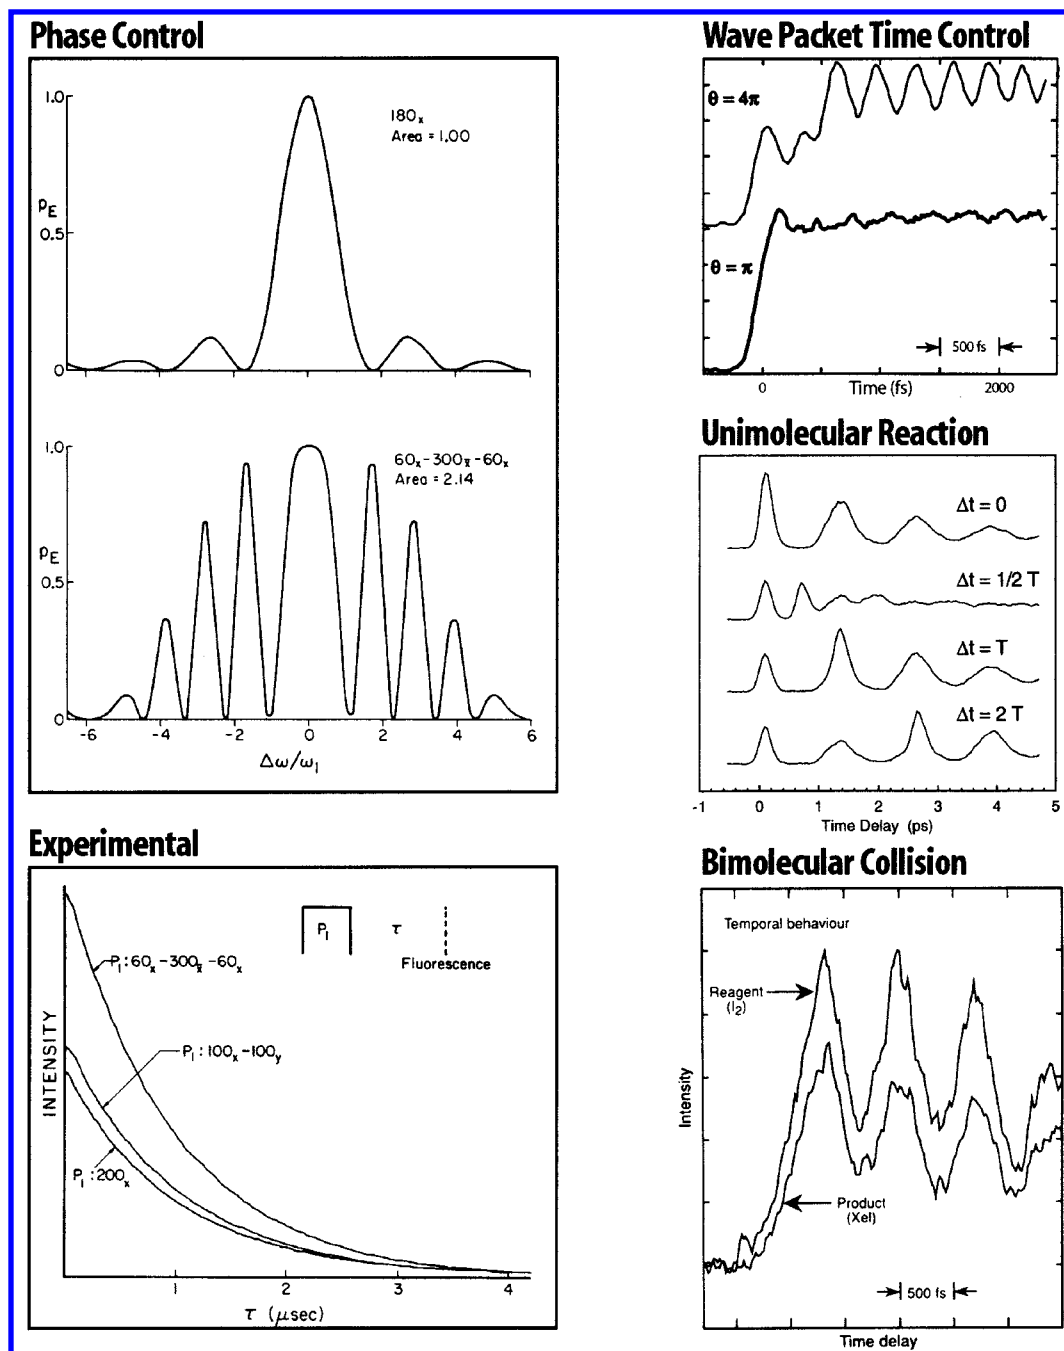 Phase Control
1.0
180x
Area = 1.00
PE
0.5
0
1.0
60x-300x̄-60x
Area = 2.14
PE
0.5
0
-6 -4 -2 0 2 4 6
Δω/ω1
Experimental
P1
τ
Fluorescence
P1:60x-300x̄-60x
P1:100x-100y
P1:200x
INTENSITY
1 2 3 4
τ (μsec)
Wave Packet Time Control
θ = 4π
θ = π
500 fs
0 2000
Time (fs)
Unimolecular Reaction
Δt = 0
Δt = 1/2 T
Δt = T
Δt = 2 T
-1 0 1 2 3 4 5
Time Delay (ps)
Bimolecular Collision
Temporal behaviour
Reagent
(I2)
Intensity
Product
(XeI)
500 fs
Time delay